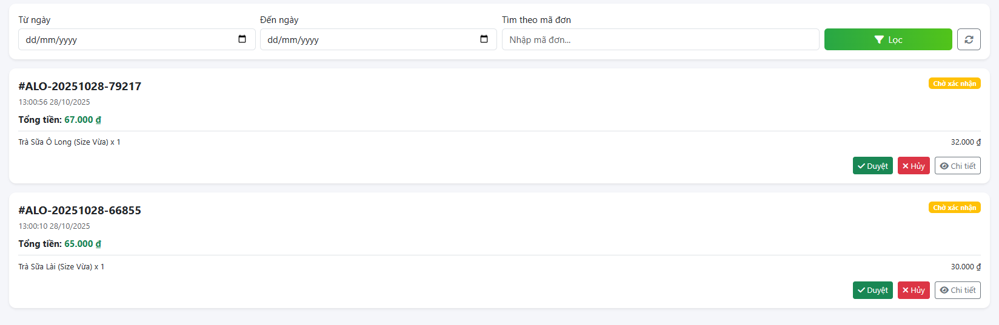 Từ ngày Đến ngày Tìm theo mã đơn
dd/mm/yyyy dd/mm/yyyy Nhập mã đơn... Lọc
#ALO-20251028-79217 Chờ xác nhận
13:00:56 28/10/2025
Tổng tiền: 67.000 ₫
Trà Sữa Ô Long (Size Vừa) x 1 32.000 ₫
Duyệt Hủy Chi tiết
#ALO-20251028-66855 Chờ xác nhận
13:00:10 28/10/2025
Tổng tiền: 65.000 ₫
Trà Sữa Lài (Size Vừa) x 1 30.000 ₫
Duyệt Hủy Chi tiết